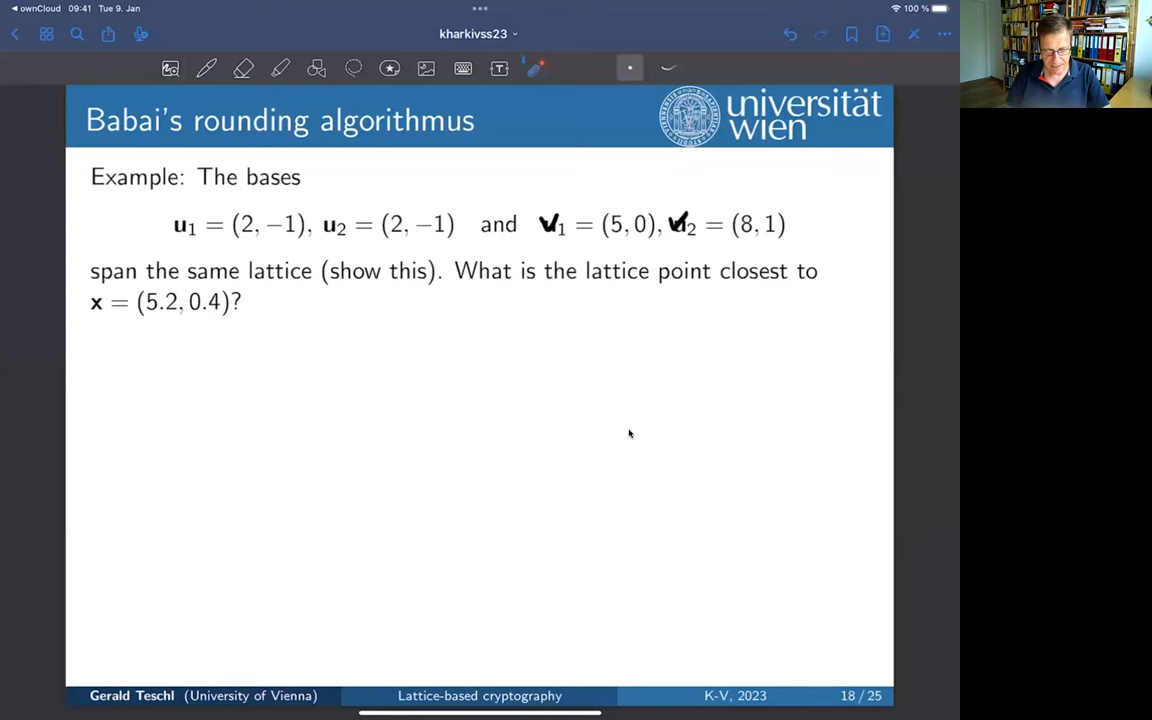 ownCloud 09:41 Tue 9. Jan
100 %
kharkivss23
Babai's rounding algorithmus
universität
wien
Example: The bases
u₁ = (2, −1), u₂ = (2, −1) and v₁ = (5, 0), v₂ = (8, 1)
span the same lattice (show this). What is the lattice point closest to
x = (5.2, 0.4)?
Gerald Teschl (University of Vienna) Lattice-based cryptography K-V, 2023 18 / 25